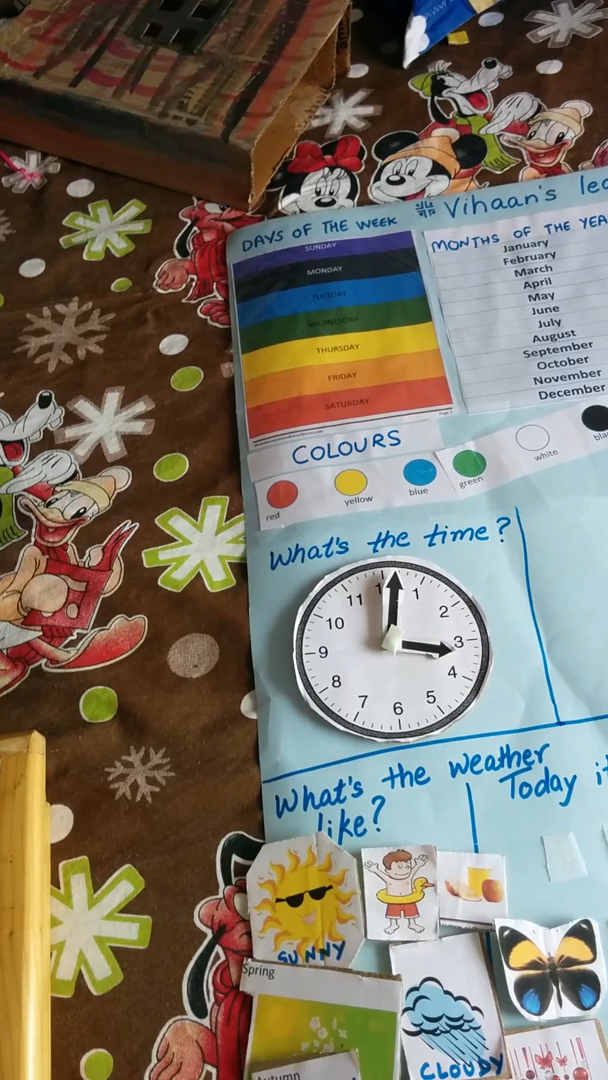 Vihaan's
DAYS OF THE WEEK
SUNDAY
MONDAY
TUESDAY
WEDNESDAY
THURSDAY
FRIDAY
SATURDAY
MONTHS OF THE YEA
January
February
March
April
May
June
July
August
September
October
November
December
COLOURS
red
yellow
blue
green
white
What's the time?
11
1
10
2
9
3
8
4
7
6
5
What's the weather
like?
Today it
SUNNY
Spring
CLOUDY
Autumn